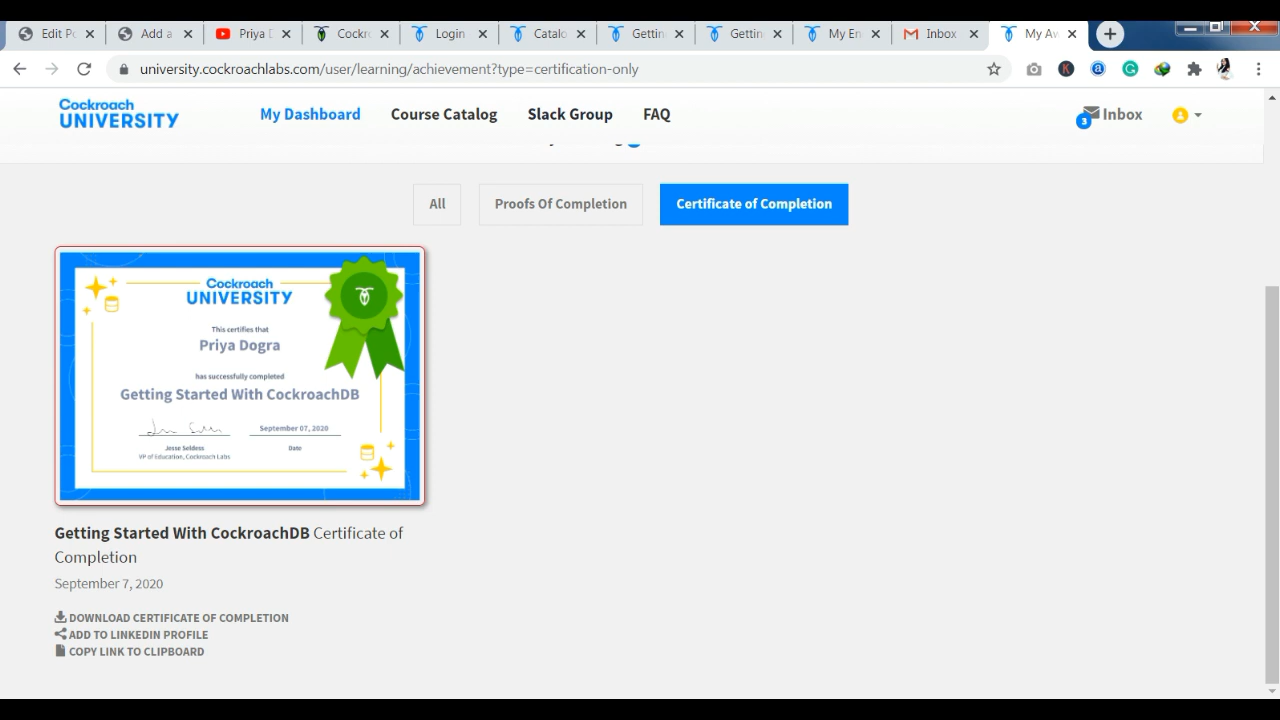 Edit Po
Add a
Priya D
Cockro
Login
Catalo
Gettin
Gettin
My En
Inbox
My Aw
university.cockroachlabs.com/user/learning/achievement?type=certification-only
Cockroach
UNIVERSITY
My Dashboard
Course Catalog
Slack Group
FAQ
3
Inbox
All
Proofs Of Completion
Certificate of Completion
Cockroach
UNIVERSITY
This certifies that
Priya Dogra
has successfully completed
Getting Started With CockroachDB
September 07, 2020
Jesse Seldess
Date
VP of Education, Cockroach Labs
Getting Started With CockroachDB Certificate of
Completion
September 7, 2020
DOWNLOAD CERTIFICATE OF COMPLETION
ADD TO LINKEDIN PROFILE
COPY LINK TO CLIPBOARD